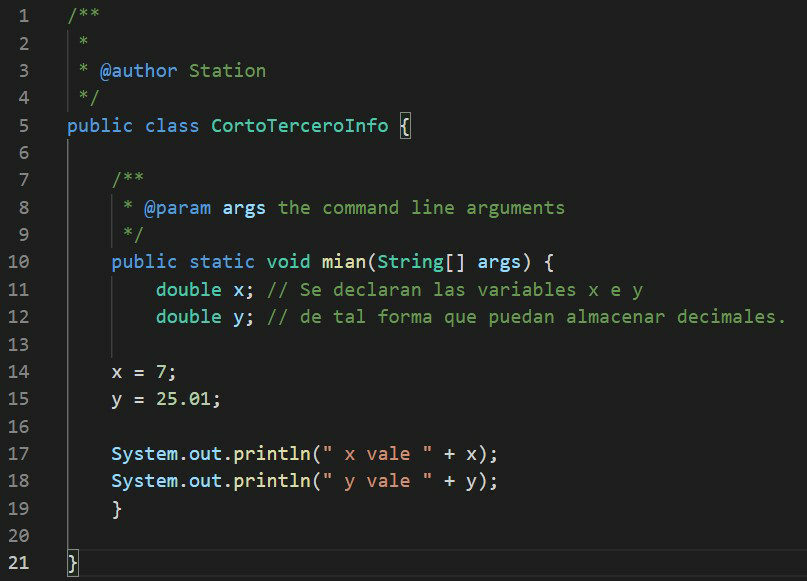 1 /**
2 *
3 * @author Station
4 */
5 public class CortoTerceroInfo {
6
7 /**
8 * @param args the command line arguments
9 */
10 public static void mian(String[] args) {
11 double x; // Se declaran las variables x e y
12 double y; // de tal forma que puedan almacenar decimales.
13
14 x = 7;
15 y = 25.01;
16
17 System.out.println(" x vale " + x);
18 System.out.println(" y vale " + y);
19 }
20
21 }